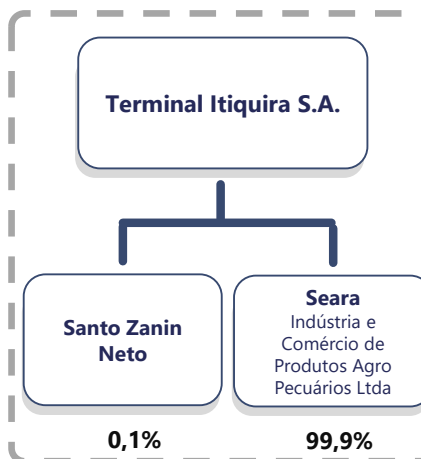 Terminal Itiquira S.A.
Santo Zanin
Neto
Seara
Indústria e
Comércio de
Produtos Agro
Pecuários Ltda
0,1%
99,9%